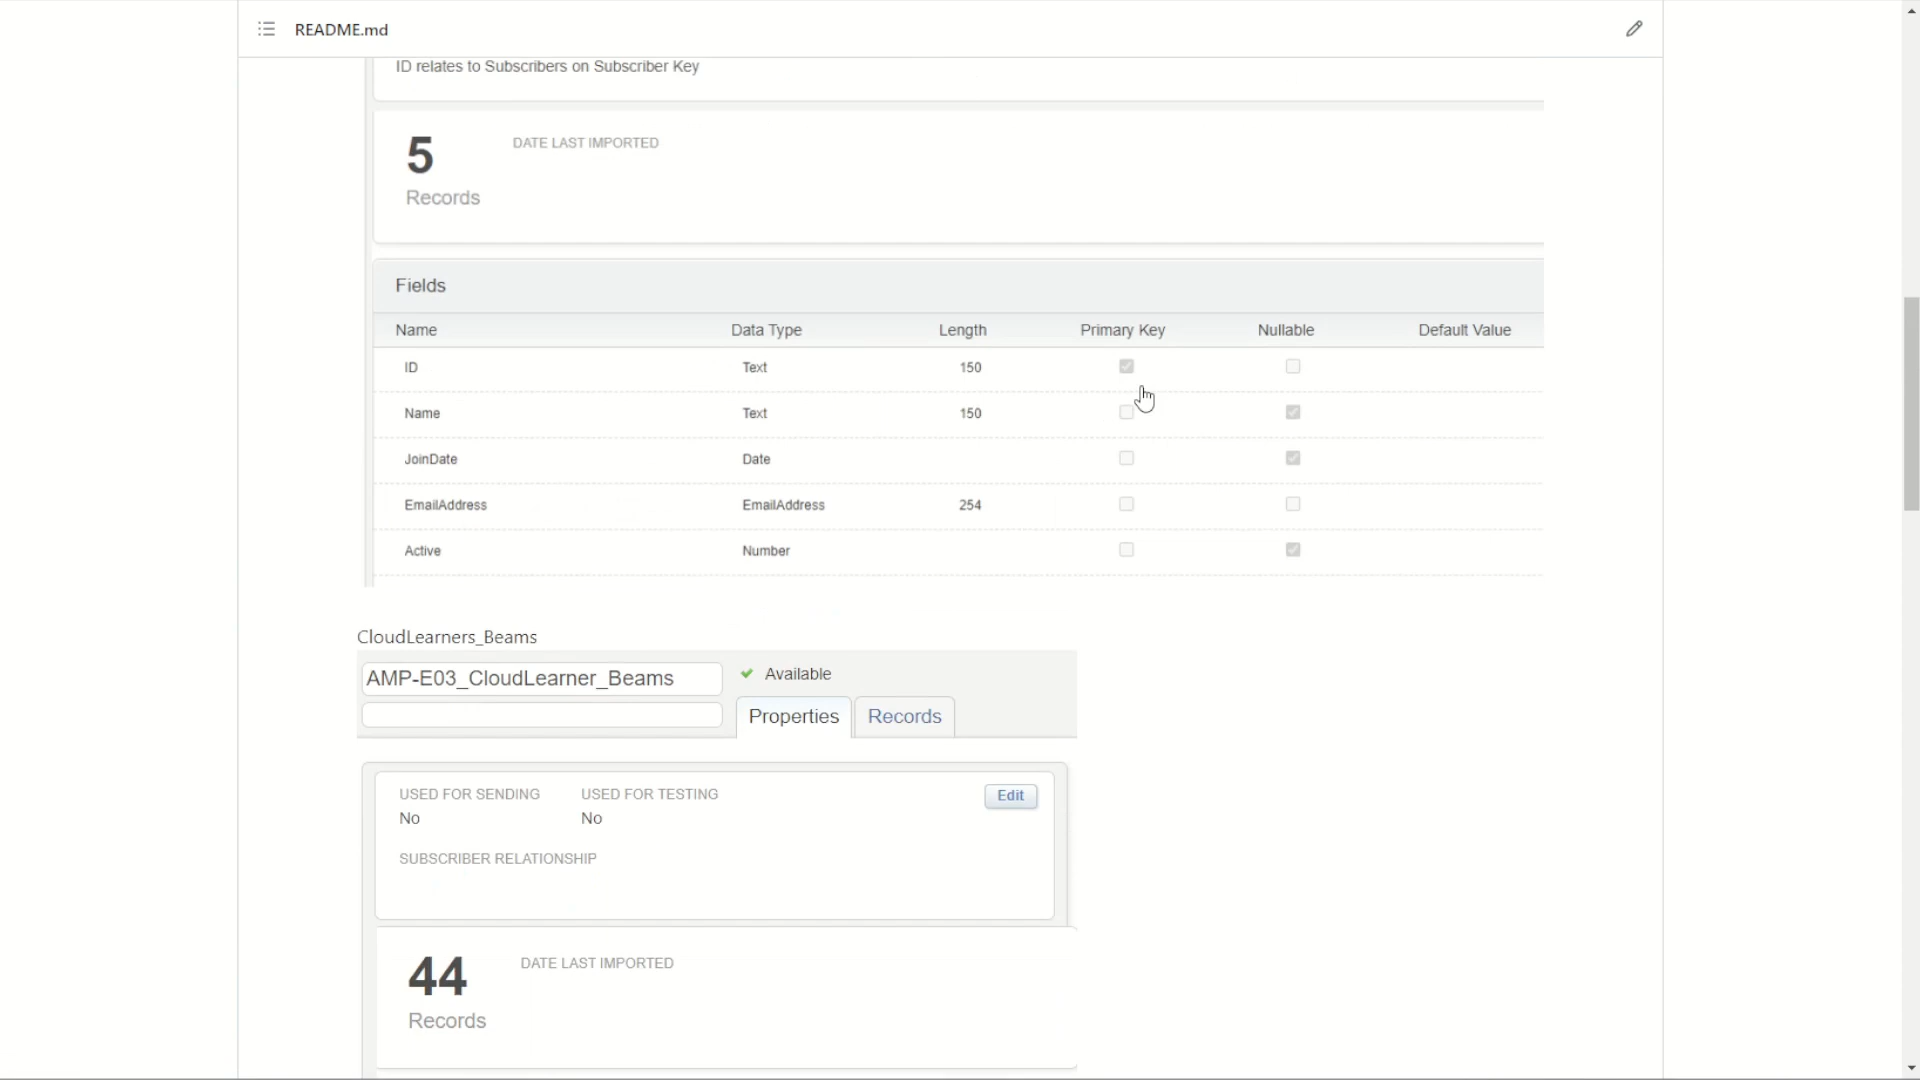 README.md
ID relates to Subscribers on Subscriber Key
5 DATE LAST IMPORTED
Records
Fields
Name Data Type Length Primary Key Nullable Default Value
ID Text 150
Name Text 150
JoinDate Date
EmailAddress EmailAddress 254
Active Number
CloudLearners_Beams
AMP-E03_CloudLearner_Beams Available
Properties Records
USED FOR SENDING USED FOR TESTING Edit
No No
SUBSCRIBER RELATIONSHIP
44 DATE LAST IMPORTED
Records